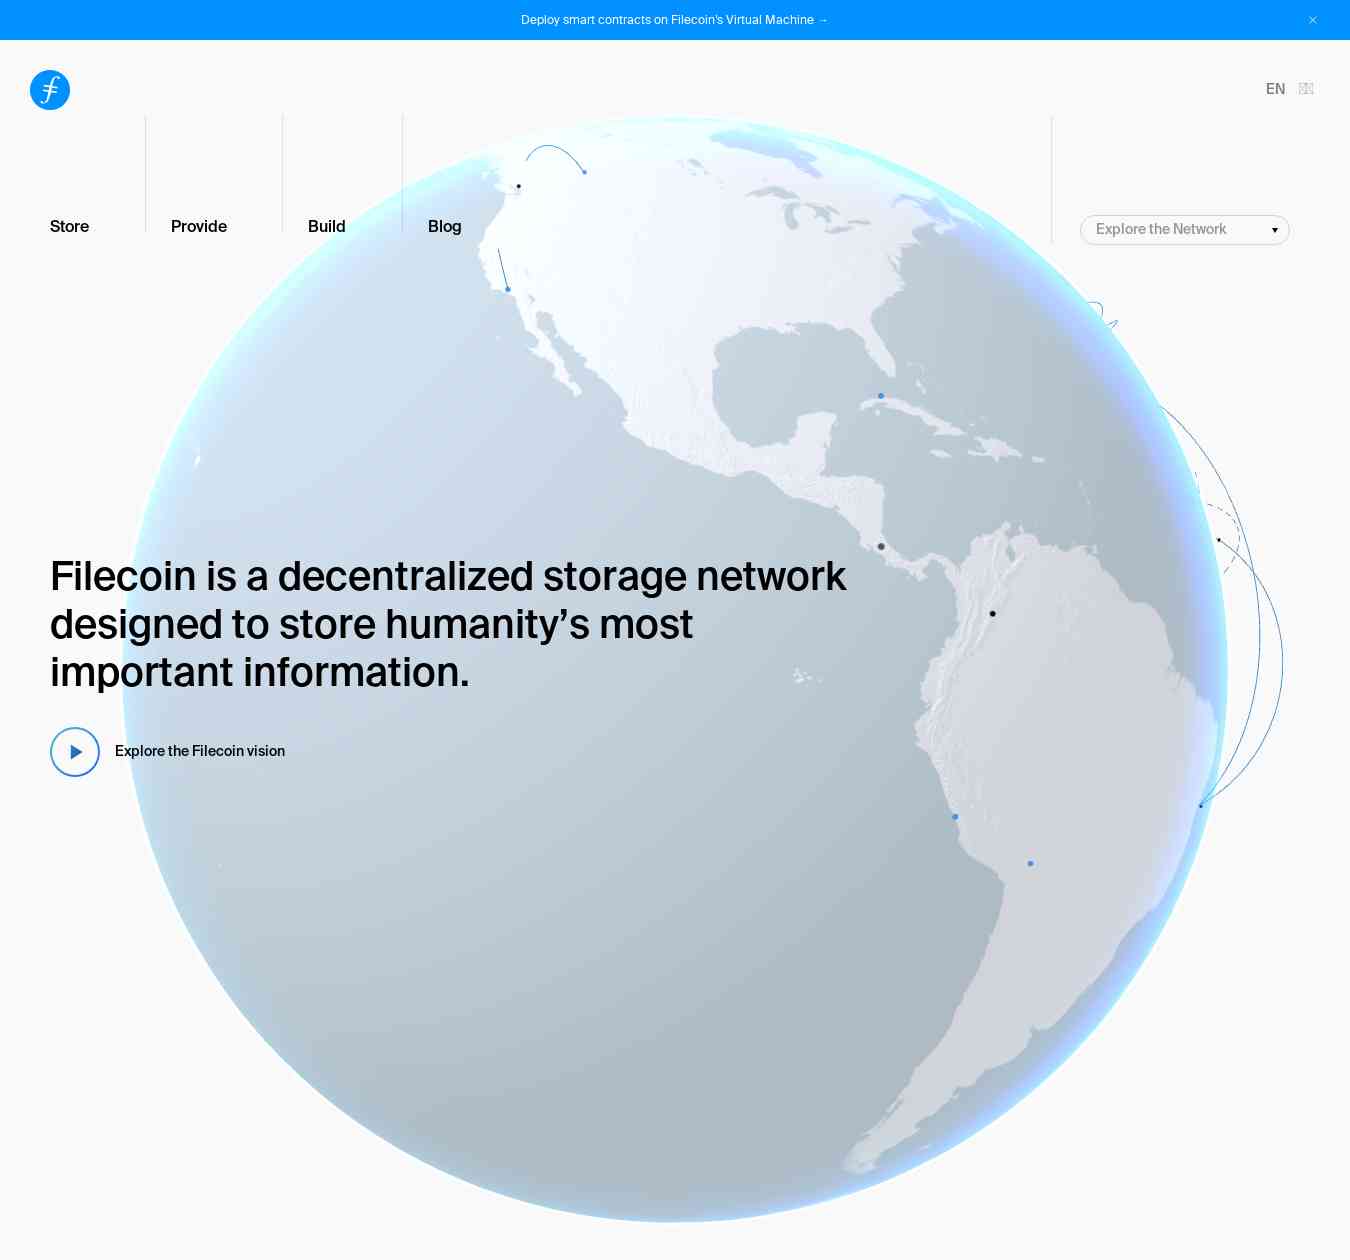 Deploy smart contracts on Filecoin's Virtual Machine →
EN
Store
Provide
Build
Blog
Explore the Network
Filecoin is a decentralized storage network
designed to store humanity’s most
important information.
Explore the Filecoin vision